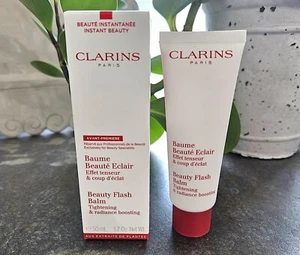 BEAUTÉ INSTANTANÉE
INSTANT BEAUTY
CLARINS
PARIS
AVANT-PREMIÈRE
Baume
Beauté Eclair
Effet tenseur
& coup d'éclat
Beauty Flash
Balm
Tightening
& radiance boosting
AUX EXTRAITS DE PLANTES
CLARINS
PARIS
Baume
Beauté Eclair
Effet tenseur
& coup d'éclat
Beauty Flash
Balm
Tightening
& radiance boosting